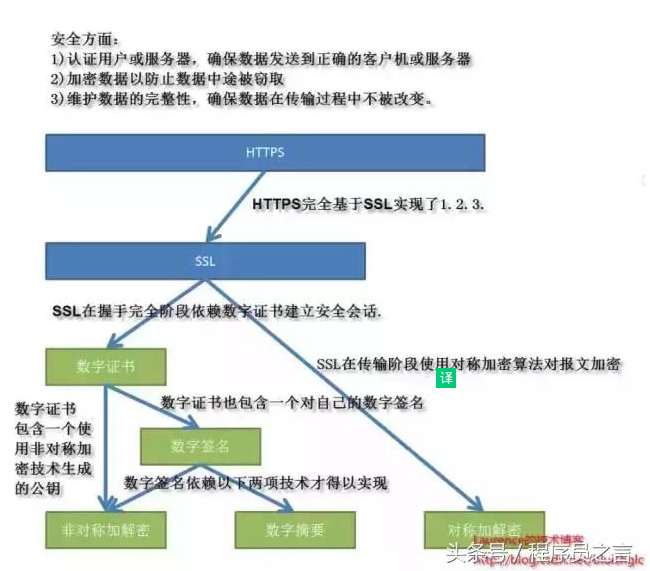 安全方面：
1)认证用户或服务器，确保数据发送到正确的客户机或服务器
2)加密数据以防止数据中途被窃取
3)维护数据的完整性，确保数据在传输过程中不被改变。
HTTPS
HTTPS完全基于SSL实现了1.2.3.
SSL
SSL在握手完全阶段依赖数字证书建立安全会话.
数字证书
SSL在传输阶段使用对称加密算法对报文加密
译
数字证书
包含一个使
用非对称加
密技术生成
的公钥
数字证书也包含一个对自己的数字签名
数字签名
数字签名依赖以下两项技术才得以实现
非对称加解密
数字摘要
对称加解密
Laurence的技术博客
头条号/程序员之言